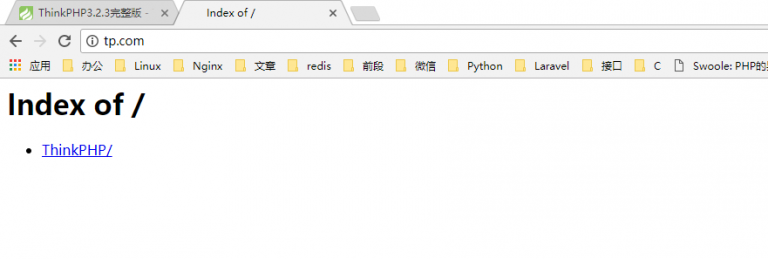 ThinkPHP3.2.3完整版 -
Index of /
tp.com
应用 办公 Linux Nginx 文章 redis 前段 微信 Python Laravel 接口 C Swoole: PHP的
Index of /
ThinkPHP/